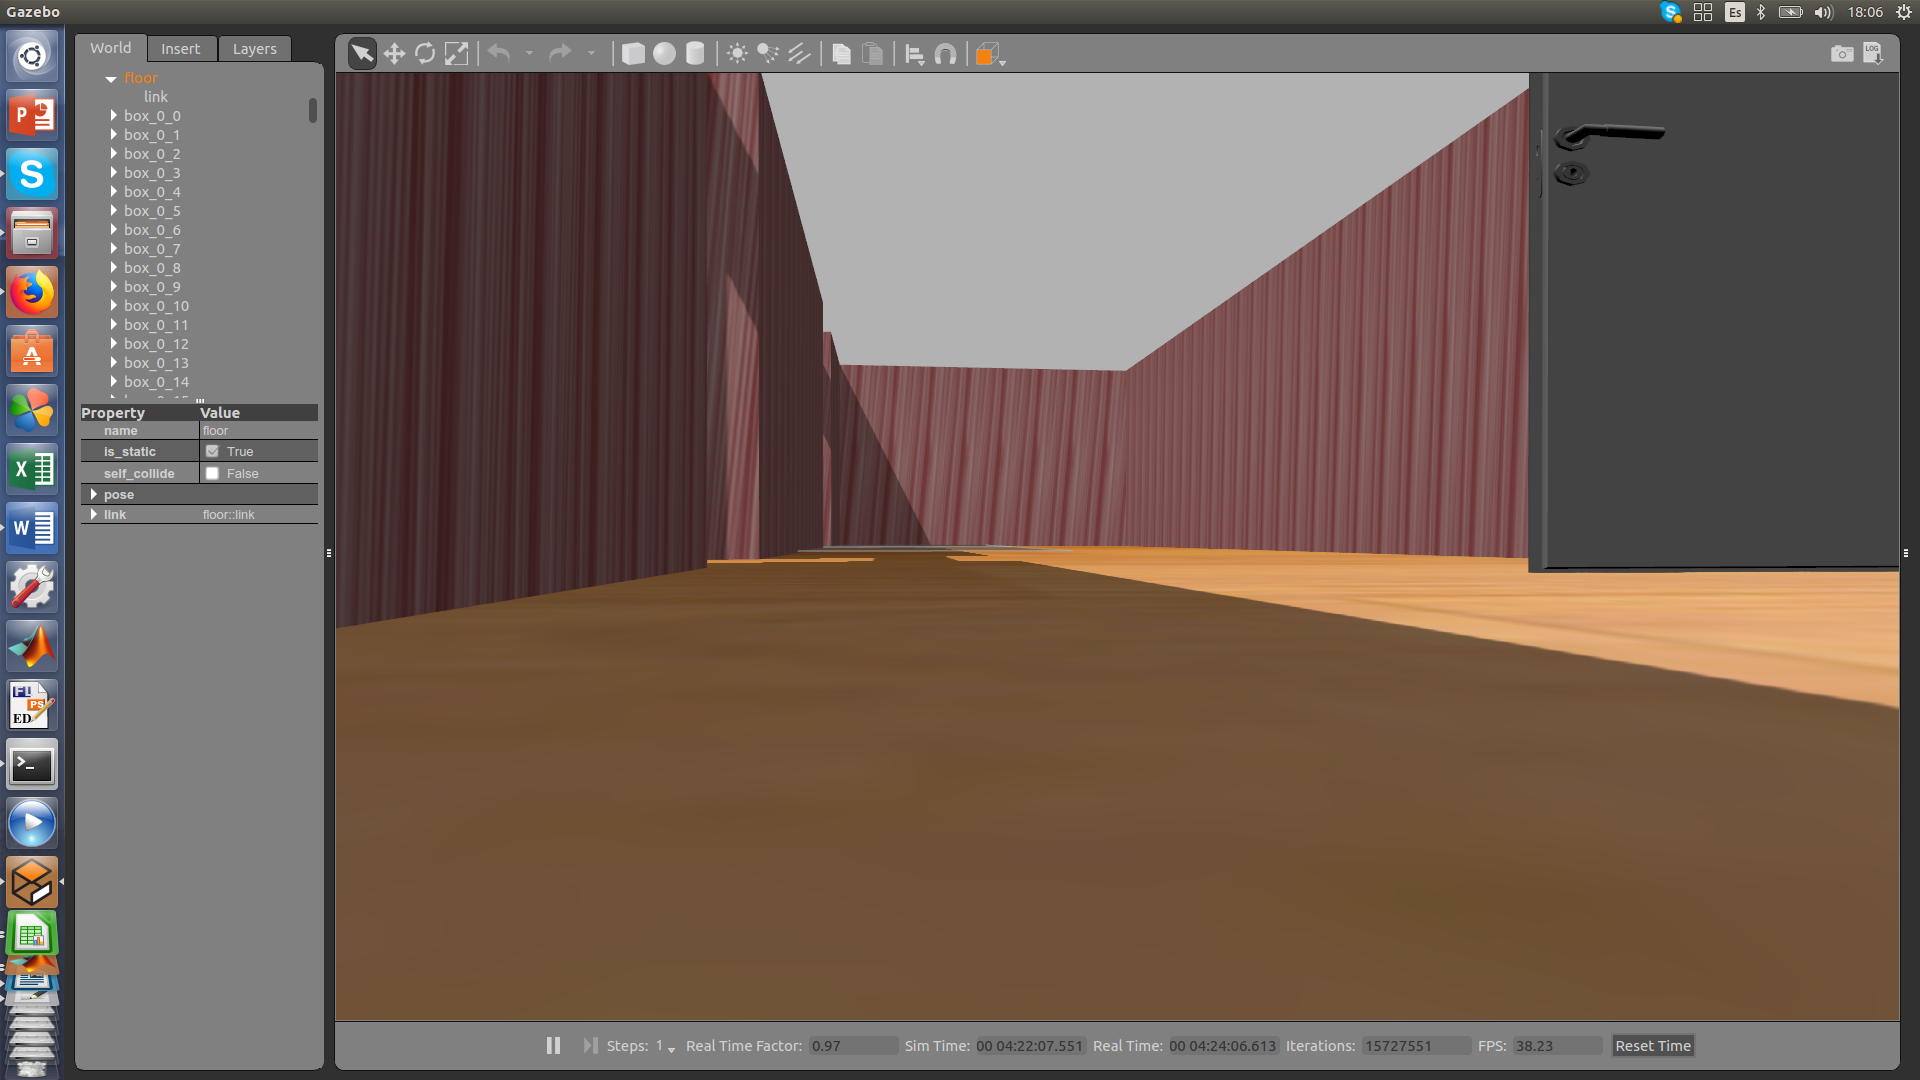 Gazebo
Es
18:06
World
Insert
Layers
LOG
floor
link
box_0_0
box_0_1
box_0_2
box_0_3
box_0_4
box_0_5
box_0_6
box_0_7
box_0_8
box_0_9
box_0_10
box_0_11
box_0_12
box_0_13
box_0_14
Property Value
name floor
is_static True
self_collide False
pose
link floor::link
P
S
A
X
W
FL
PS
ED
>_
Steps: 1 Real Time Factor: 0.97 Sim Time: 00 04:22:07.551 Real Time: 00 04:24:06.613 Iterations: 15727551 FPS: 38.23 Reset Time